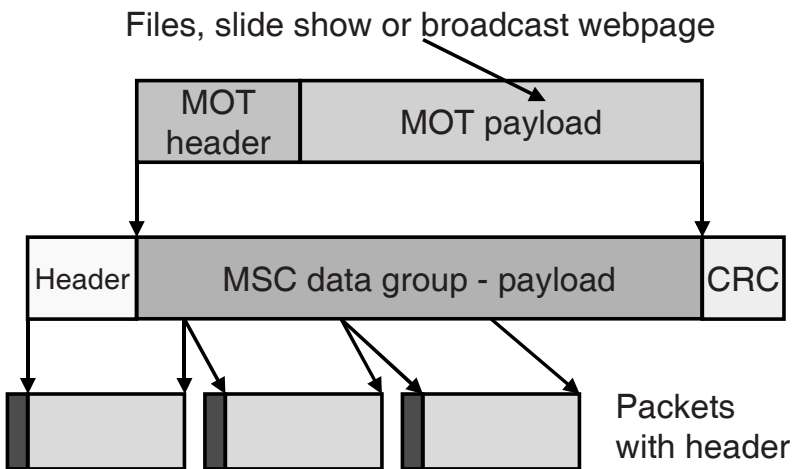 Files, slide show or broadcast webpage
MOT
header
MOT payload
Header
MSC data group - payload
CRC
Packets
with header